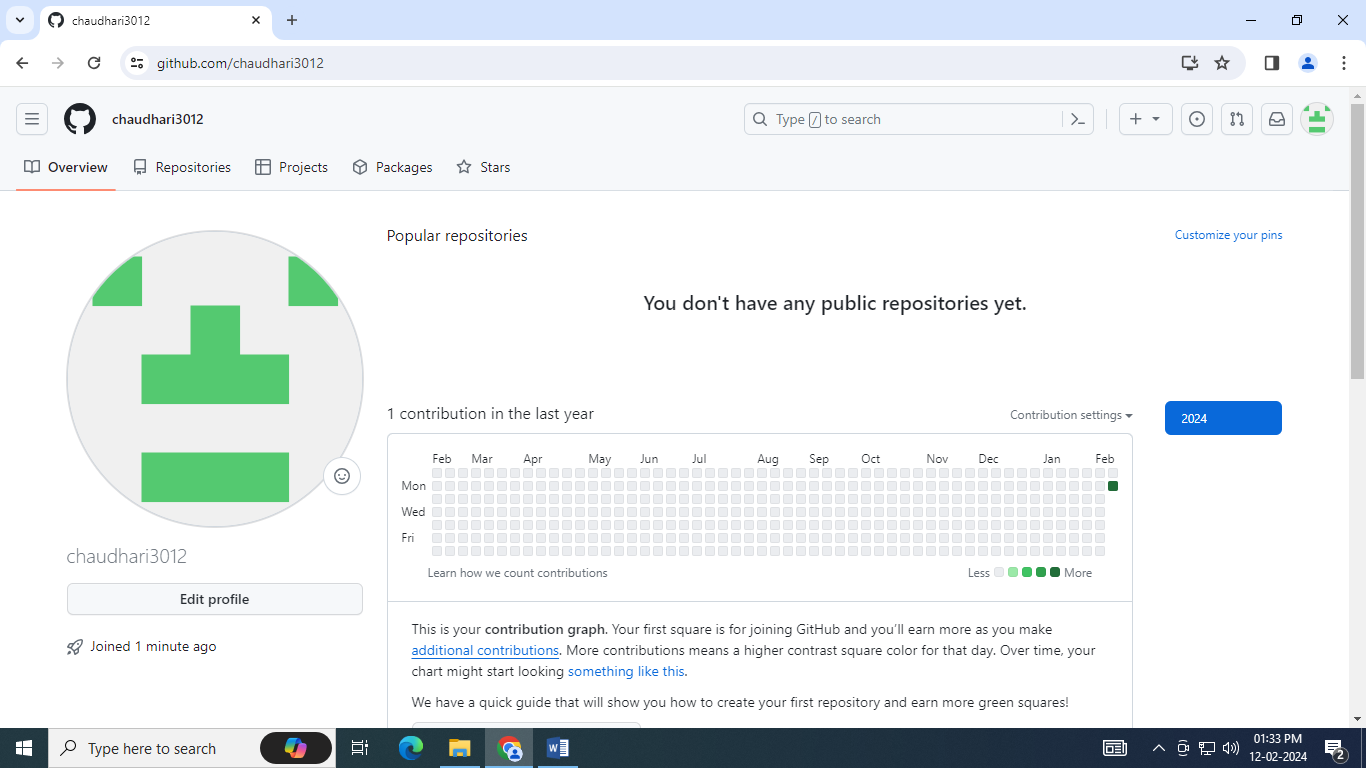 chaudhari3012
github.com/chaudhari3012
chaudhari3012
Type / to search
Overview
Repositories
Projects
Packages
Stars
Popular repositories
Customize your pins
You don't have any public repositories yet.
1 contribution in the last year
Contribution settings
2024
Feb Mar Apr May Jun Jul Aug Sep Oct Nov Dec Jan Feb
Mon
Wed
Fri
Learn how we count contributions
Less More
chaudhari3012
Edit profile
Joined 1 minute ago
This is your contribution graph. Your first square is for joining GitHub and you'll earn more as you make
additional contributions. More contributions means a higher contrast square color for that day. Over time, your
chart might start looking something like this.
We have a quick guide that will show you how to create your first repository and earn more green squares!
Type here to search
01:33 PM
12-02-2024
2